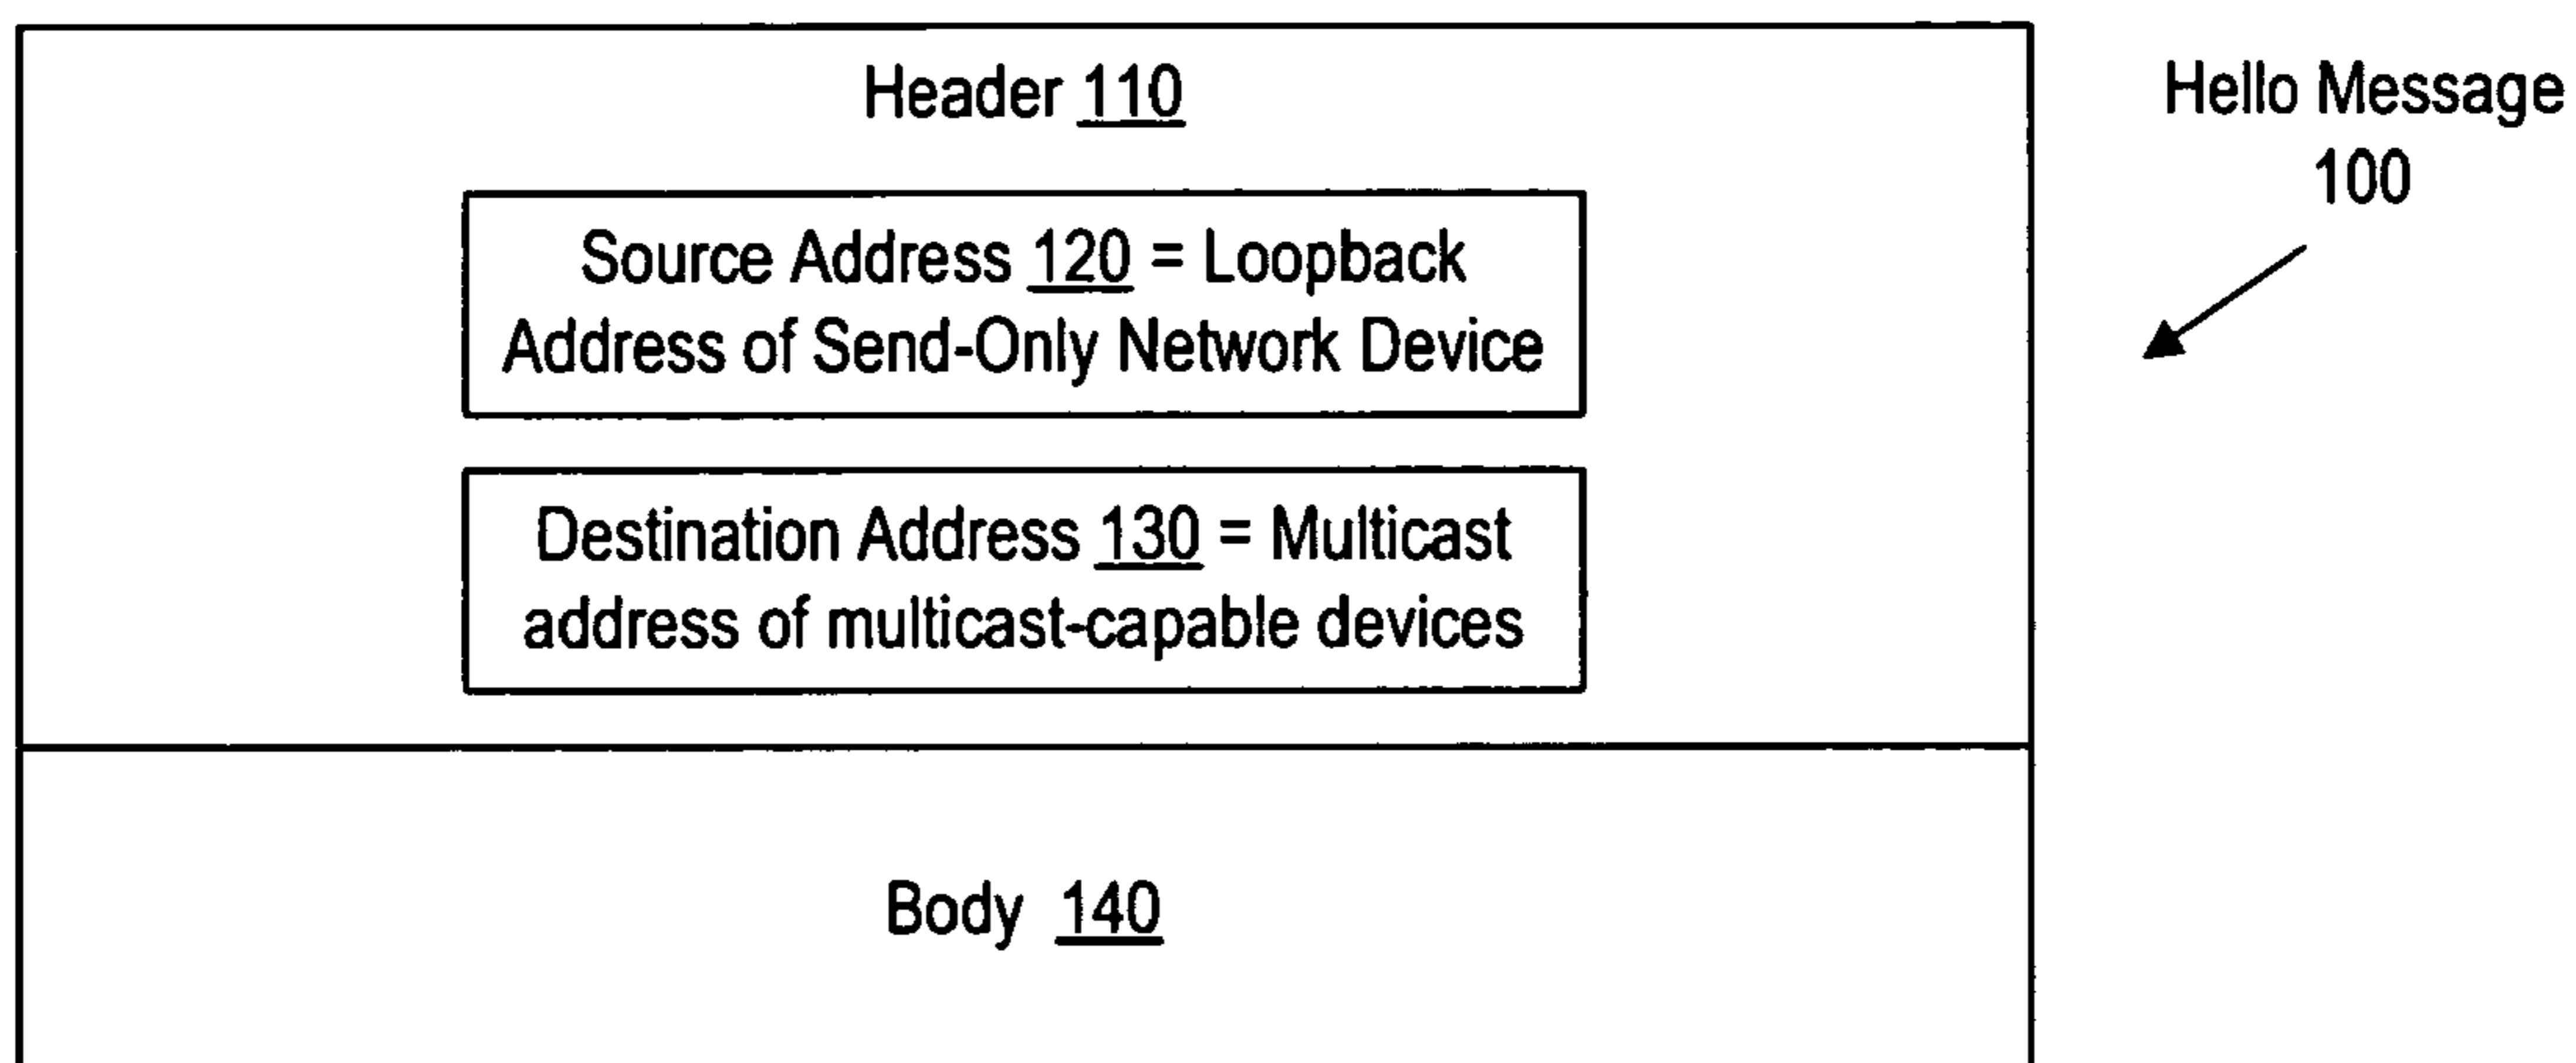 Header 110
Hello Message
100
Source Address 120 = Loopback
Address of Send-Only Network Device
Destination Address 130 = Multicast
address of multicast-capable devices
Body 140